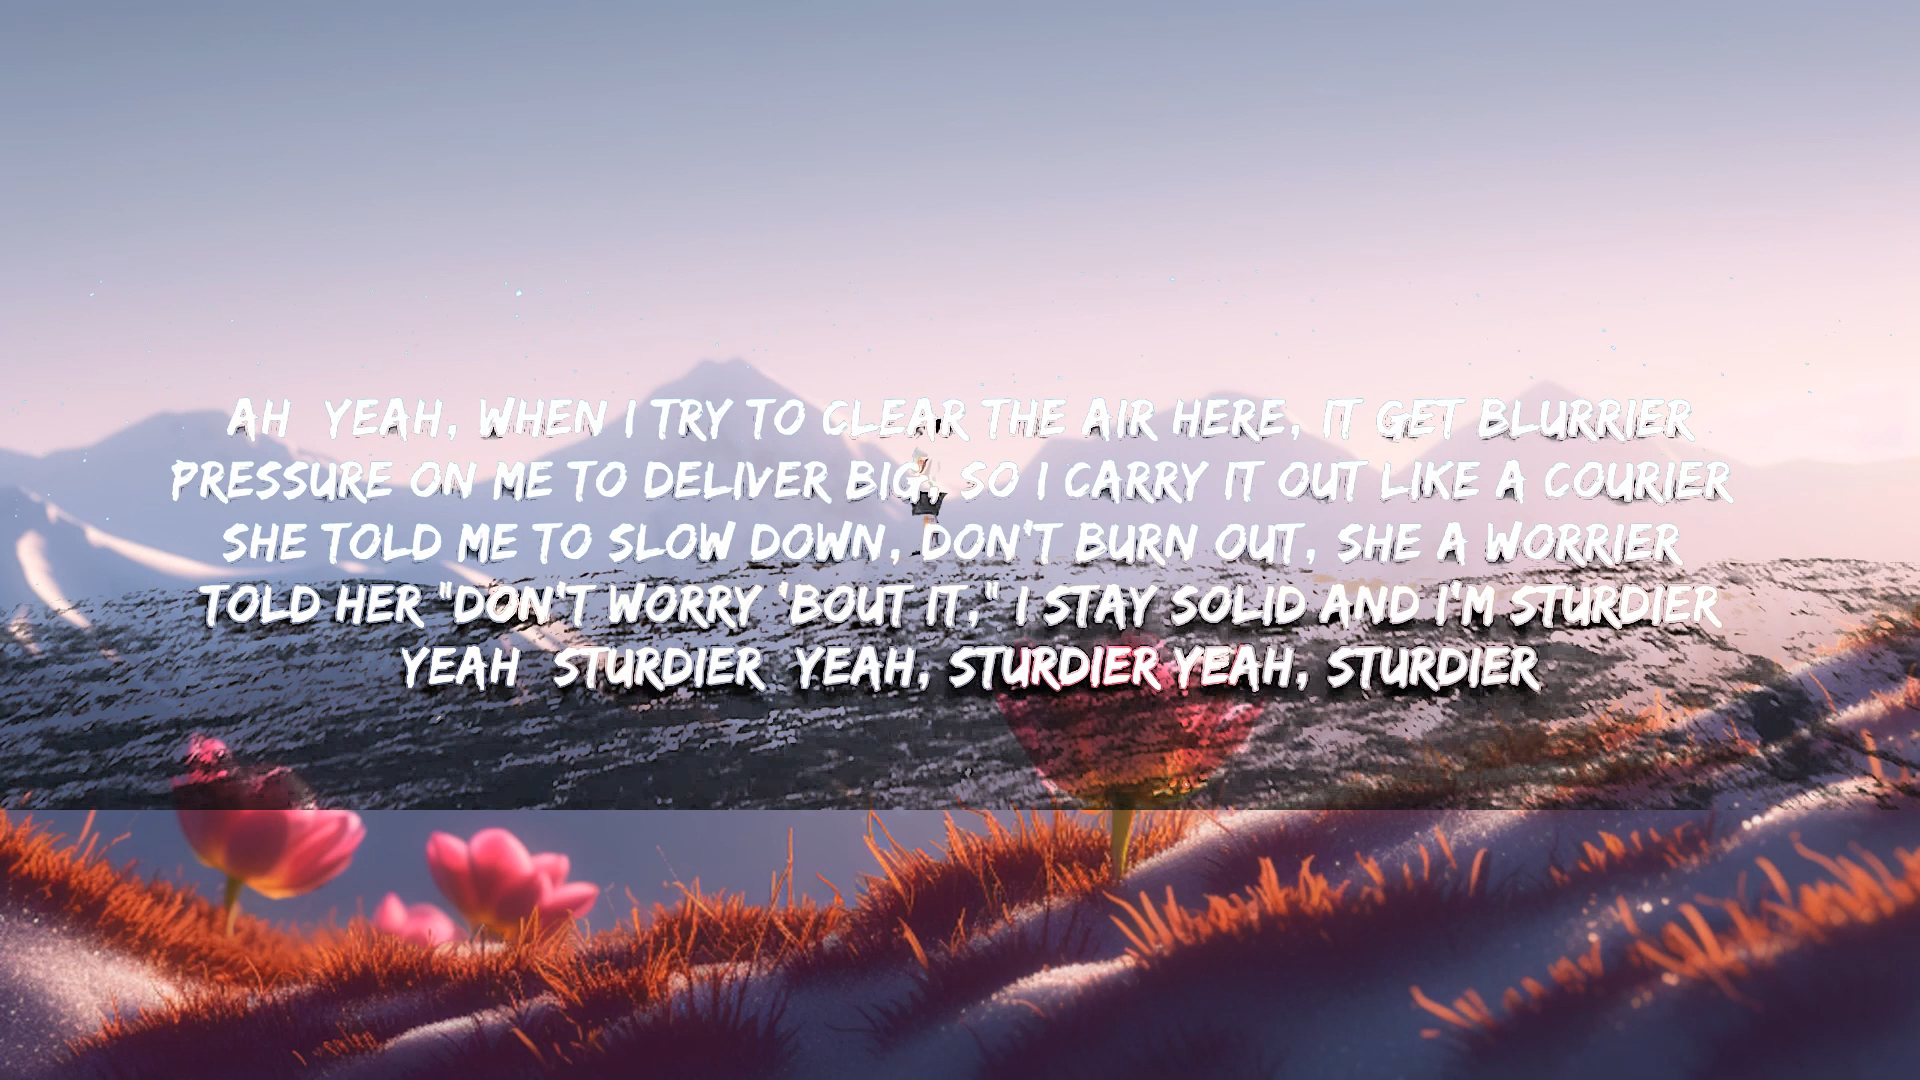 AH YEAH, WHEN I TRY TO CLEAR THE AIR HERE, IT GET BLURRIER
PRESSURE ON ME TO DELIVER BIG, SO I CARRY IT OUT LIKE A COURIER
SHE TOLD ME TO SLOW DOWN, DON'T BURN OUT, SHE A WORRIER
TOLD HER "DON'T WORRY 'BOUT IT," I STAY SOLID AND I'M STURDIER
YEAH STURDIER YEAH, STURDIER YEAH, STURDIER